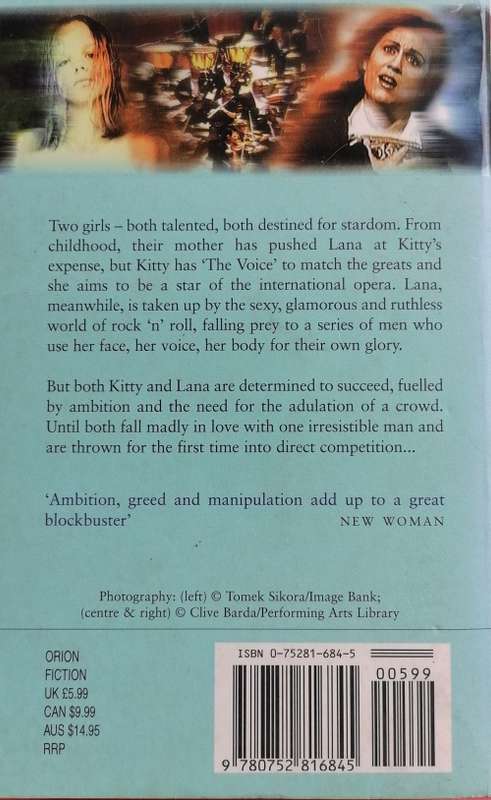 Two girls – both talented, both destined for stardom. From
childhood, their mother has pushed Lana at Kitty's
expense, but Kitty has 'The Voice' to match the greats and
she aims to be a star of the international opera. Lana,
meanwhile, is taken up by the sexy, glamorous and ruthless
world of rock 'n' roll, falling prey to a series of men who
use her face, her voice, her body for their own glory.
But both Kitty and Lana are determined to succeed, fuelled
by ambition and the need for the adulation of a crowd.
Until both fall madly in love with one irresistible man and
are thrown for the first time into direct competition...
'Ambition, greed and manipulation add up to a great
blockbuster' NEW WOMAN
Photography: (left) © Tomek Sikora/Image Bank;
(centre & right) © Clive Barda/Performing Arts Library
ORION
FICTION
UK £5.99
CAN $9.99
AUS $14.95
RRP
ISBN 0-75281-684-5
00599
9 780752 816845